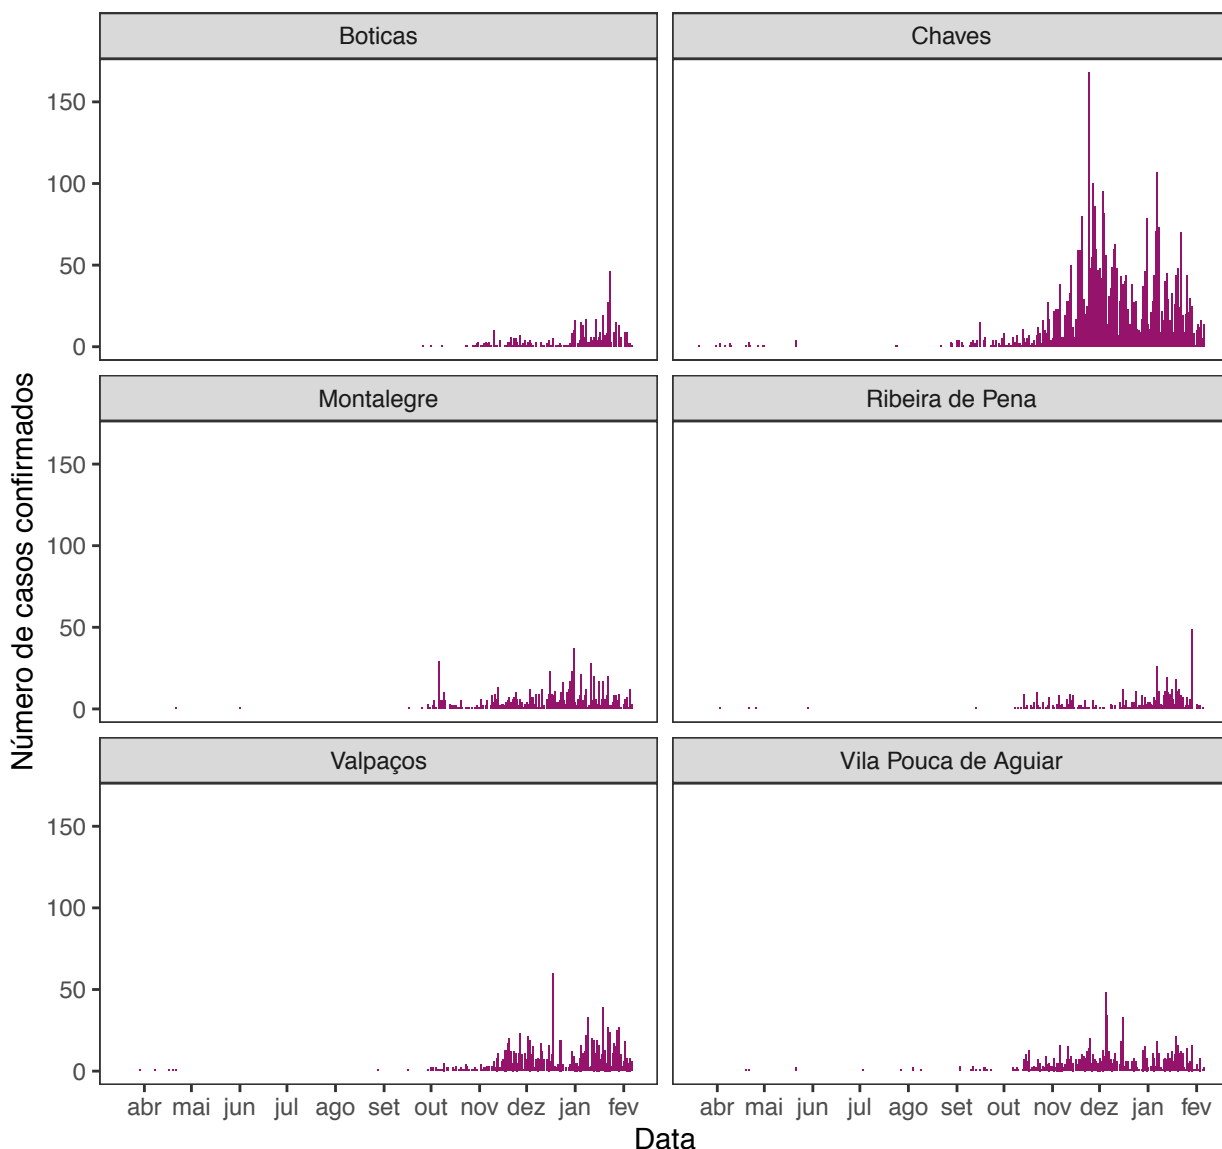 Boticas
Chaves
150
100
50
0
Montalegre
Ribeira de Pena
150
100
50
0
Valpaços
Vila Pouca de Aguiar
150
100
50
0
abr mai jun jul ago set out nov dez jan fev
abr mai jun jul ago set out nov dez jan fev
Data
Número de casos confirmados